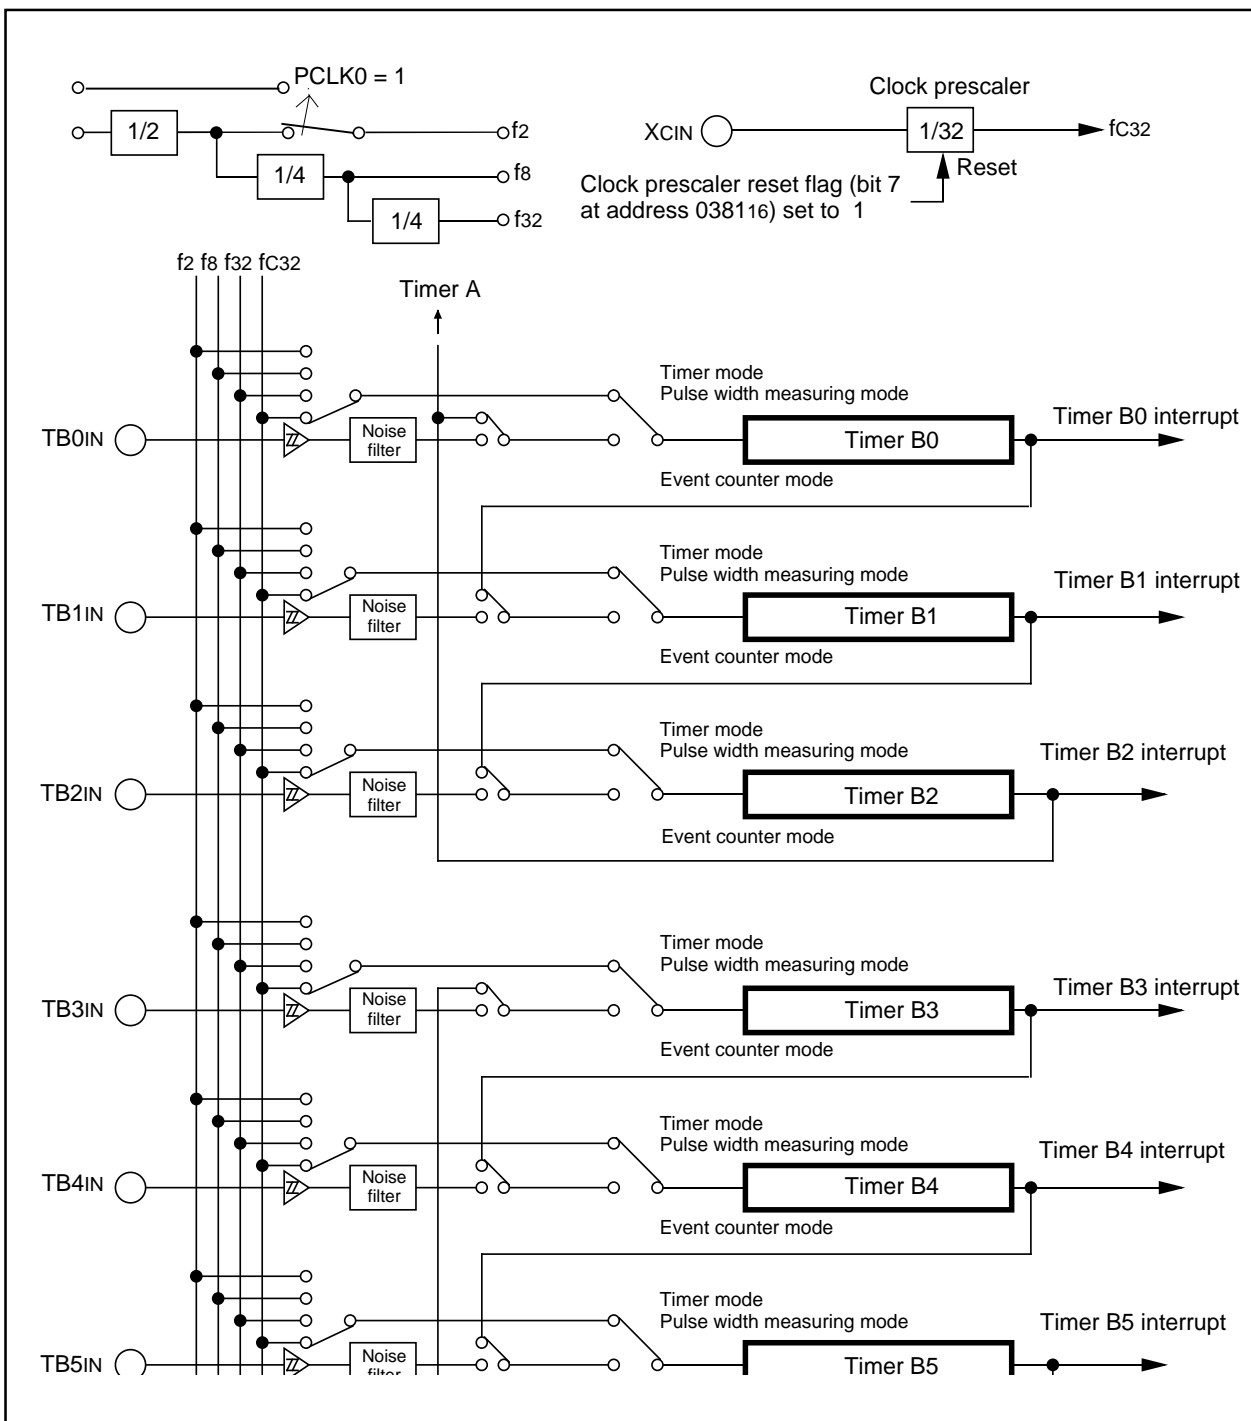 PCLK0 = 1
1/2
f2
1/4
f8
1/4
f32
Clock prescaler
XCIN
1/32
fC32
Reset
Clock prescaler reset flag (bit 7
at address 038116) set to 1
f2 f8 f32 fC32
Timer A
Timer mode
Pulse width measuring mode
TB0IN
Noise
filter
Timer B0
Timer B0 interrupt
Event counter mode
Timer mode
Pulse width measuring mode
TB1IN
Noise
filter
Timer B1
Timer B1 interrupt
Event counter mode
Timer mode
Pulse width measuring mode
TB2IN
Noise
filter
Timer B2
Timer B2 interrupt
Event counter mode
Timer mode
Pulse width measuring mode
TB3IN
Noise
filter
Timer B3
Timer B3 interrupt
Event counter mode
Timer mode
Pulse width measuring mode
TB4IN
Noise
filter
Timer B4
Timer B4 interrupt
Event counter mode
Timer mode
Pulse width measuring mode
TB5IN
Noise
filter
Timer B5
Timer B5 interrupt